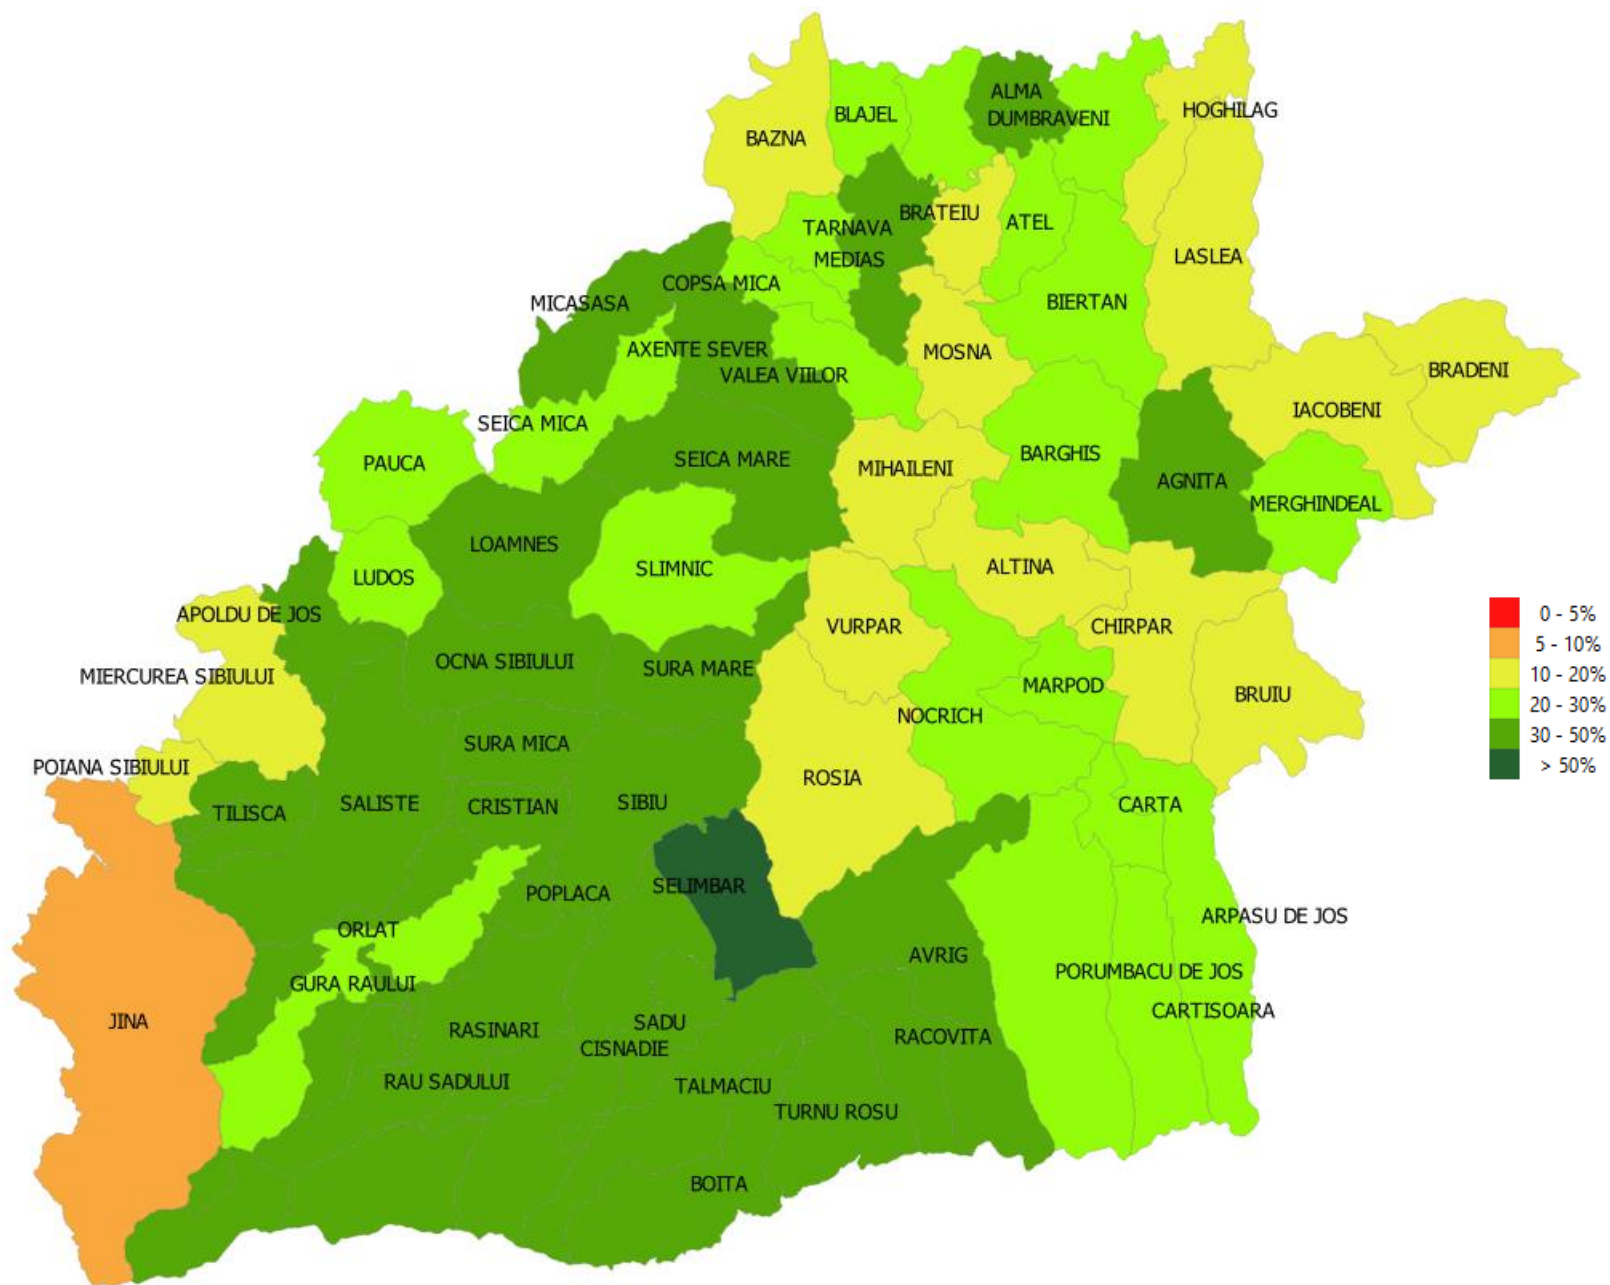 ALMA
HOGHILAG
BLAJEL
DUMBRAVENI
BAZNA
BRATEIU
ATEL
TARNAVA
MEDIAS
LASLEA
COPSA MICA
MICASASA
BIERTAN
AXENTE SEVER
MOSNA
VALEA VIILOR
BRADENI
IACOBENI
SEICA MICA
PAUCA
SEICA MARE
MIHAILENI
BARGHIS
AGNITA
MERGHINDEAL
LOAMNES
LUDOS
SLIMNIC
ALTINA
APOLDU DE JOS
VURPAR
CHIRPAR
0 - 5%
5 - 10%
10 - 20%
20 - 30%
30 - 50%
> 50%
OCNA SIBIULUI
SURA MARE
MIERCUREA SIBIULUI
MARPOD
BRUIU
NOCRICH
SURA MICA
POIANA SIBIULUI
ROSIA
TILISCA
SALISTE
CRISTIAN
SIBIU
CARTA
POPLACA
SELIMBAR
ORLAT
ARPASU DE JOS
AVRIG
GURA RAULUI
PORUMBACU DE JOS
CARTISOARA
JINA
RASINARI
SADU
CISNADIE
RACOVITA
RAU SADULUI
TALMACIU
TURNU ROSU
BOITA